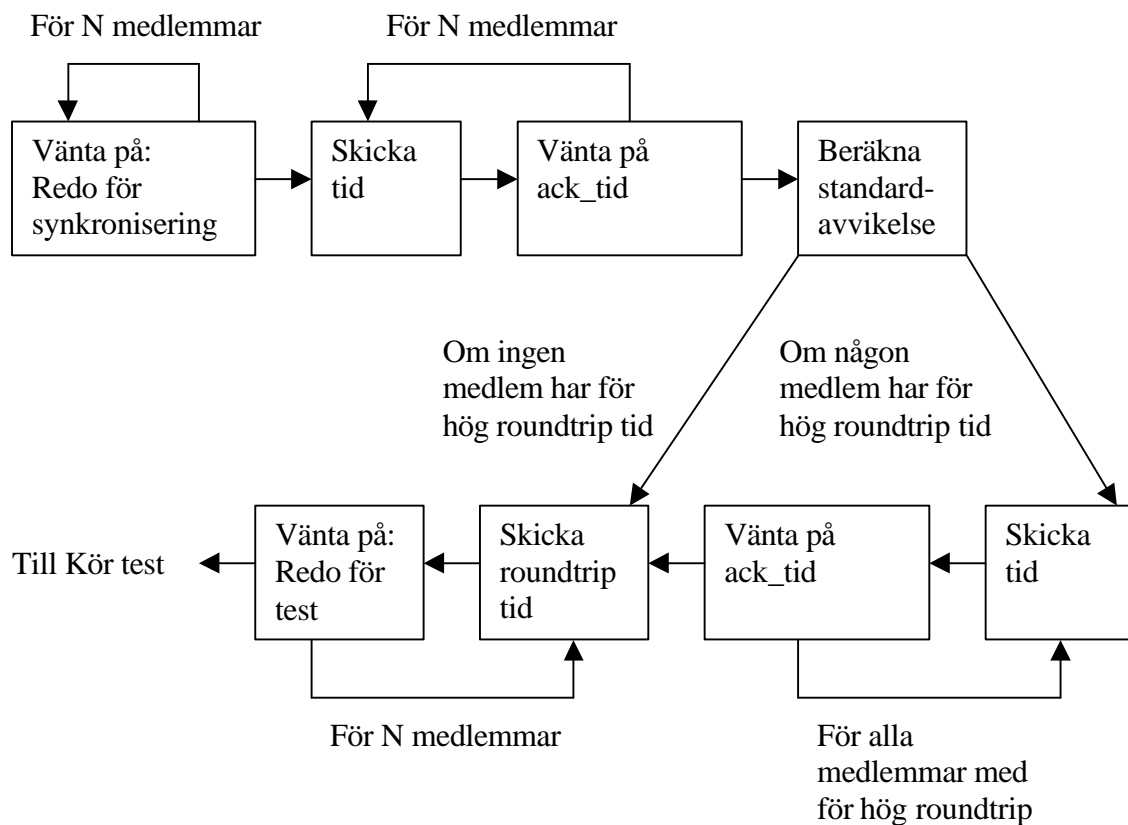 För N medlemmar
För N medlemmar
Vänta på:
Redo för
synkronisering
Skicka
tid
Vänta på
ack_tid
Beräkna
standard-
avvikelse
Om ingen
medlem har för
hög roundtrip tid
Om någon
medlem har för
hög roundtrip tid
Till Kör test
Vänta på:
Redo för
test
Skicka
roundtrip
tid
Vänta på
ack_tid
Skicka
tid
För N medlemmar
För alla
medlemmar med
för hög roundtrip